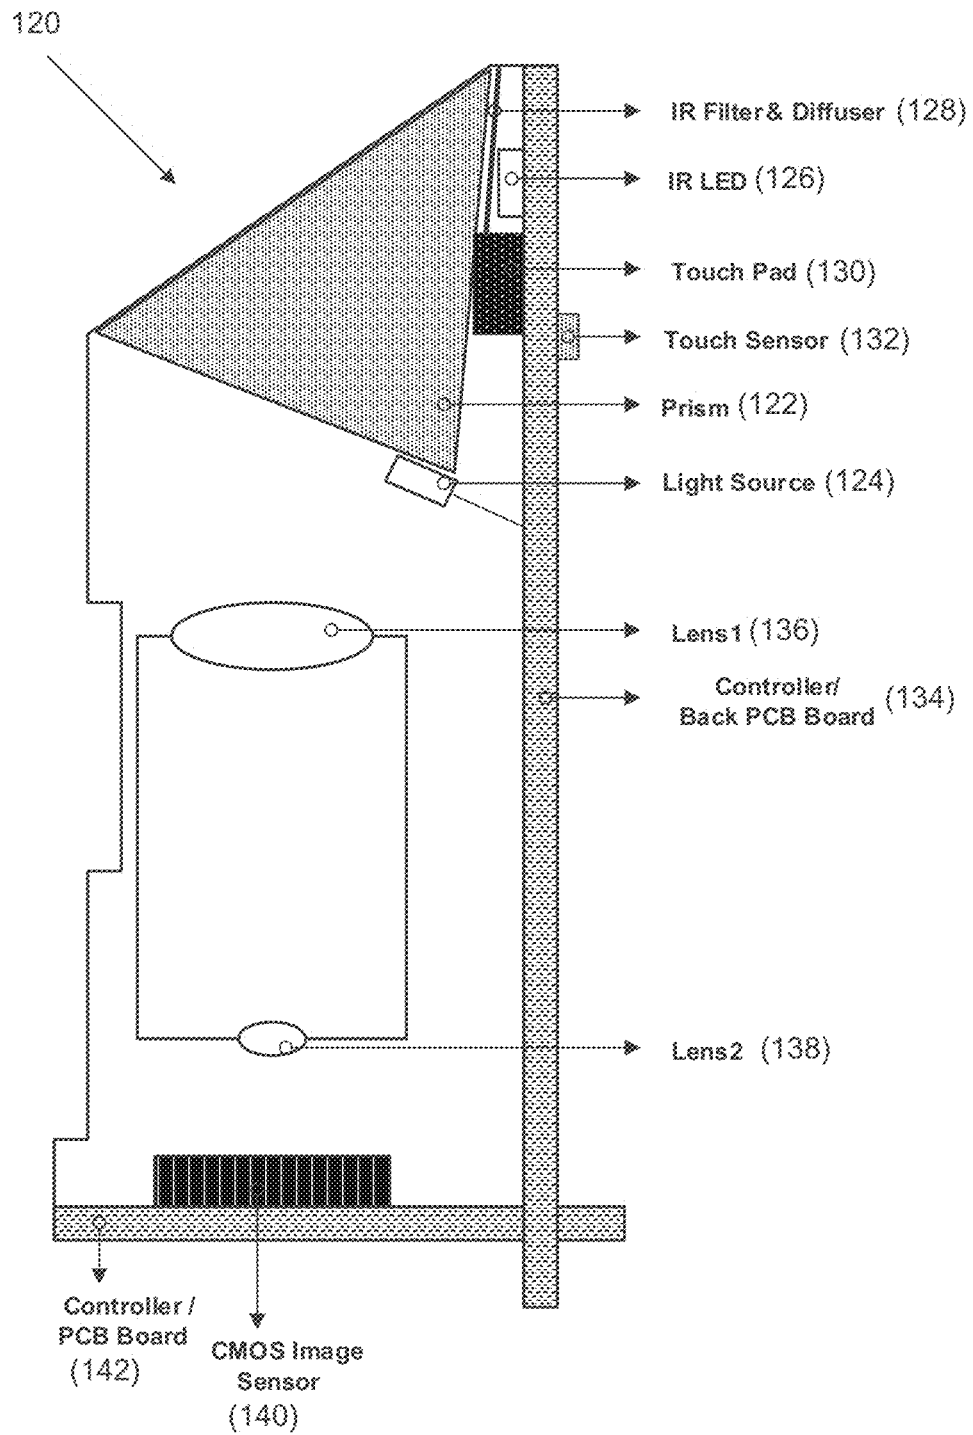 120
IR Filter & Diffuser (128)
IR LED (126)
Touch Pad (130)
Touch Sensor (132)
Prism (122)
Light Source (124)
Lens1 (136)
Controller/
Back PCB Board (134)
Lens2 (138)
Controller /
PCB Board
(142)
CMOS Image
Sensor
(140)